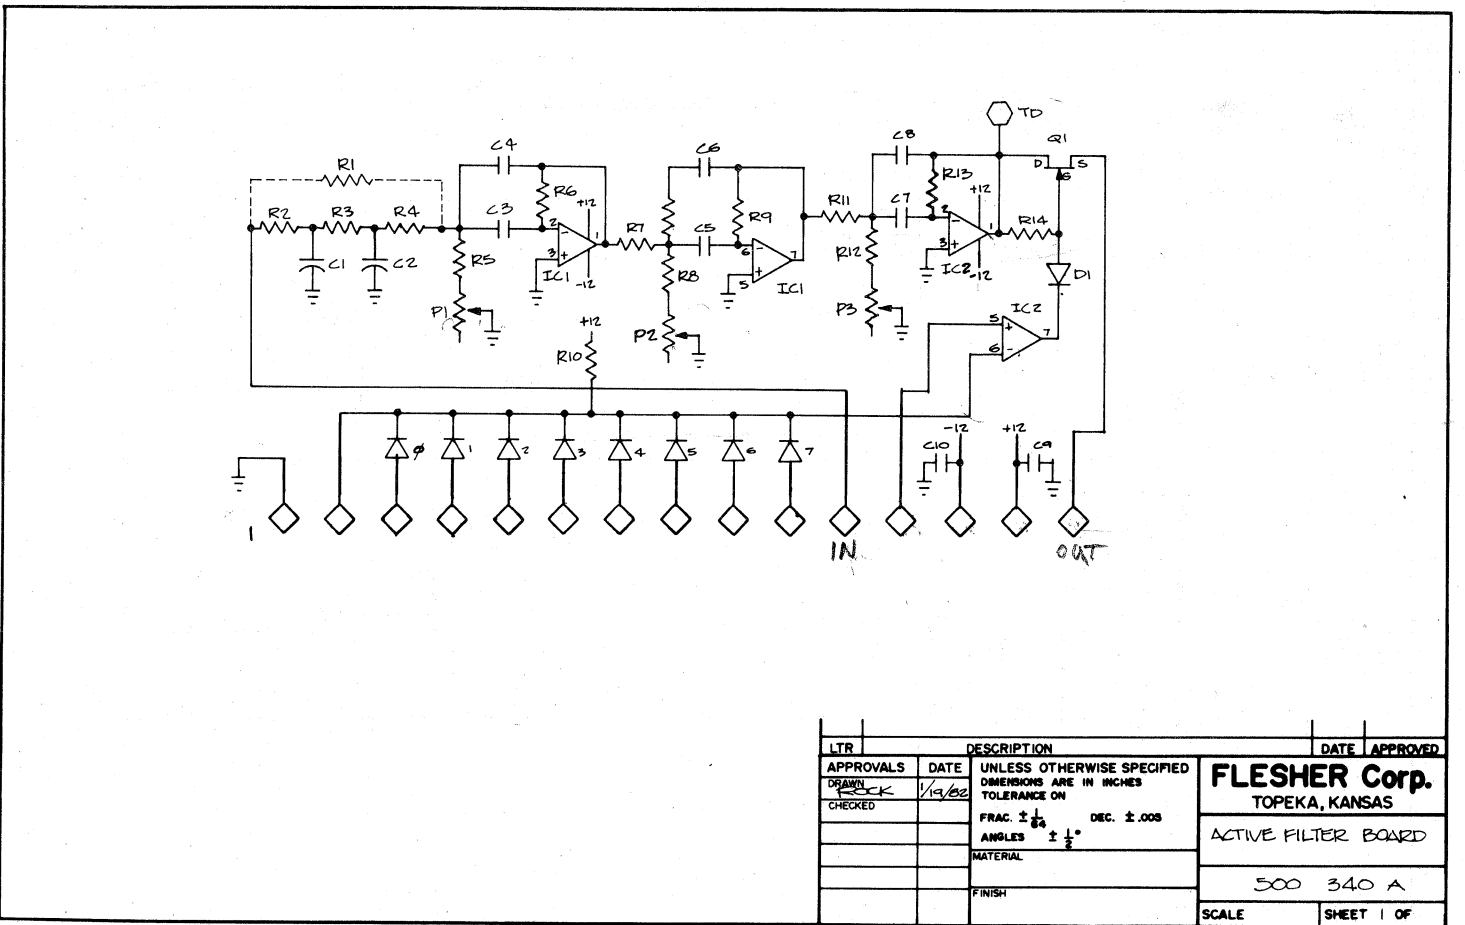 TD
Q1
C8
D S
G
C4
C6
R1
R13
+12
R6
+12
C3
C7
R11
R2 R3 R4
R9
2
1
2
1
R14
R7
C5
3
3
R12
IC2
-12
6
7
C1 C2
R5
IC1
-12
R8
5
IC1
D1
P1
P3
IC2
+12
5
7
P2
6
R10
-12 +12
C10 C9
φ 1 2 3 4 5 6 7
1
IN
OUT
LTR DESCRIPTION DATE APPROVED
APPROVALS DATE
DRAWN
ROCK 1/19/82
CHECKED
UNLESS OTHERWISE SPECIFIED
DIMENSIONS ARE IN INCHES
TOLERANCE ON
FRAC. ± 1/64 DEC. ± .005
ANGLES ± 1/2°
MATERIAL
FINISH
FLESHER Corp.
TOPEKA, KANSAS
ACTIVE FILTER BOARD
500 340 A
SCALE SHEET 1 OF